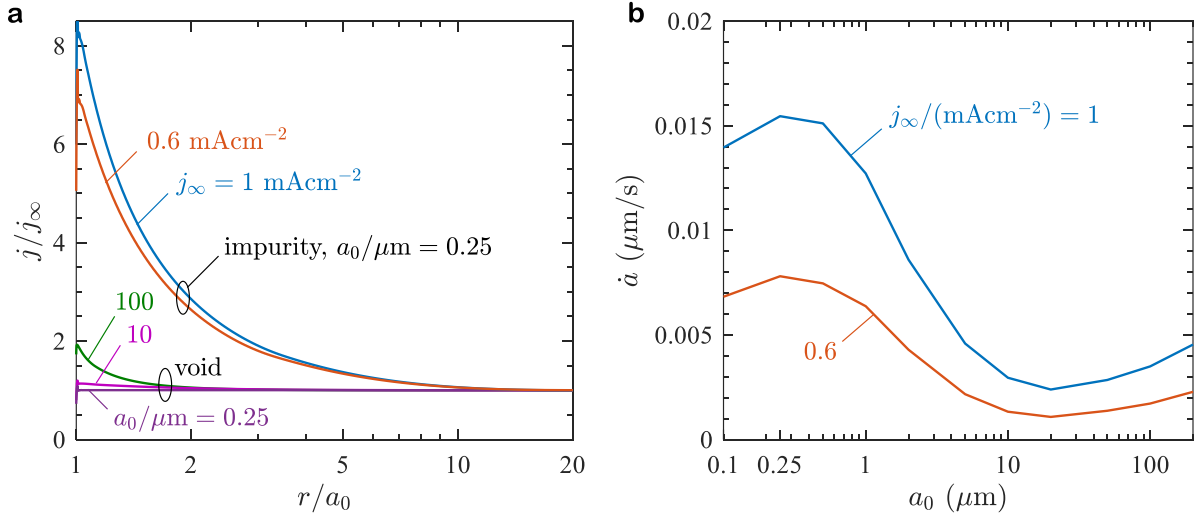 a
j/j∞
8
6
4
2
0
0.6 mAcm⁻²
j∞ = 1 mAcm⁻²
impurity, a₀/µm = 0.25
100
10
void
a₀/µm = 0.25
1 2 5 10 20
r/a₀
b
ȧ (µm/s)
0.02
0.015
0.01
0.005
0
j∞/(mAcm⁻²) = 1
0.6
0.1 0.25 1 10 100
a₀ (µm)